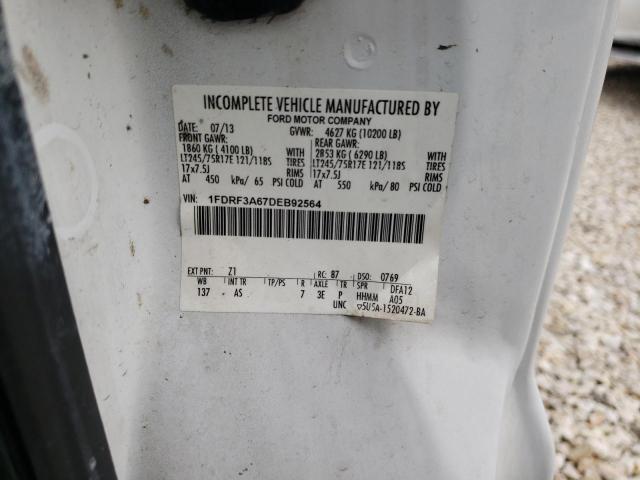 INCOMPLETE VEHICLE MANUFACTURED BY
FORD MOTOR COMPANY
DATE: 07/13 GVWR: 4627 KG (10200 LB)
FRONT GAWR: REAR GAWR:
1860 KG ( 4100 LB) WITH 2853 KG ( 6290 LB) WITH
LT245/75R17E 121/118S TIRES LT245/75R17E 121/118S TIRES
17x7.5J RIMS 17x7.5J RIMS
AT 450 kPa/ 65 PSI COLD AT 550 kPa/ 80 PSI COLD
VIN: 1FDRF3A67DEB92564
EXT PNT: Z1 RC: B7 DSO: 0769
WB INT TR TP/PS R AXLE TR SPR DFA12
137 AS 7 3E P HHMM A05
UNC ▽5U5A-1520472-BA